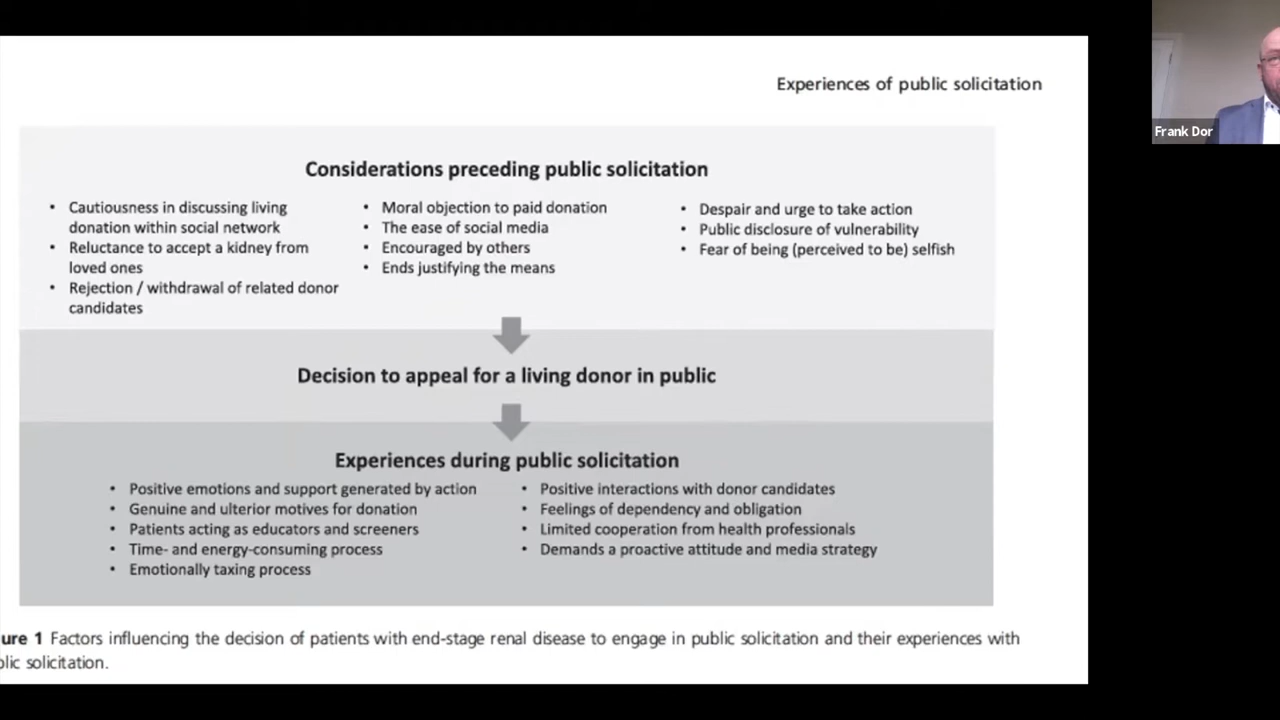 Experiences of public solicitation
Frank Dor
Considerations preceding public solicitation
• Cautiousness in discussing living
donation within social network
• Reluctance to accept a kidney from
loved ones
• Rejection / withdrawal of related donor
candidates
• Moral objection to paid donation
• The ease of social media
• Encouraged by others
• Ends justifying the means
• Despair and urge to take action
• Public disclosure of vulnerability
• Fear of being (perceived to be) selfish
Decision to appeal for a living donor in public
Experiences during public solicitation
• Positive emotions and support generated by action
• Genuine and ulterior motives for donation
• Patients acting as educators and screeners
• Time- and energy-consuming process
• Emotionally taxing process
• Positive interactions with donor candidates
• Feelings of dependency and obligation
• Limited cooperation from health professionals
• Demands a proactive attitude and media strategy
ure 1 Factors influencing the decision of patients with end-stage renal disease to engage in public solicitation and their experiences with
blic solicitation.